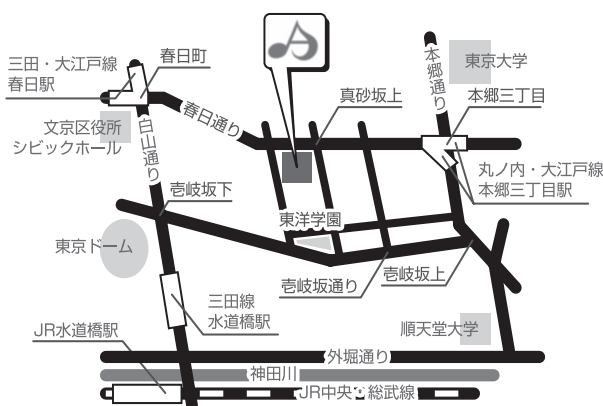 三田・大江戸線
春日駅
春日町
文京区役所
シビックホール
白山通り
春日通り
真砂坂上
本郷通り
東京大学
本郷三丁目
丸ノ内・大江戸線
本郷三丁目駅
壱岐坂下
東洋学園
東京ドーム
壱岐坂通り
壱岐坂上
三田線
水道橋駅
順天堂大学
JR水道橋駅
外堀通り
神田川
JR中央・総武線